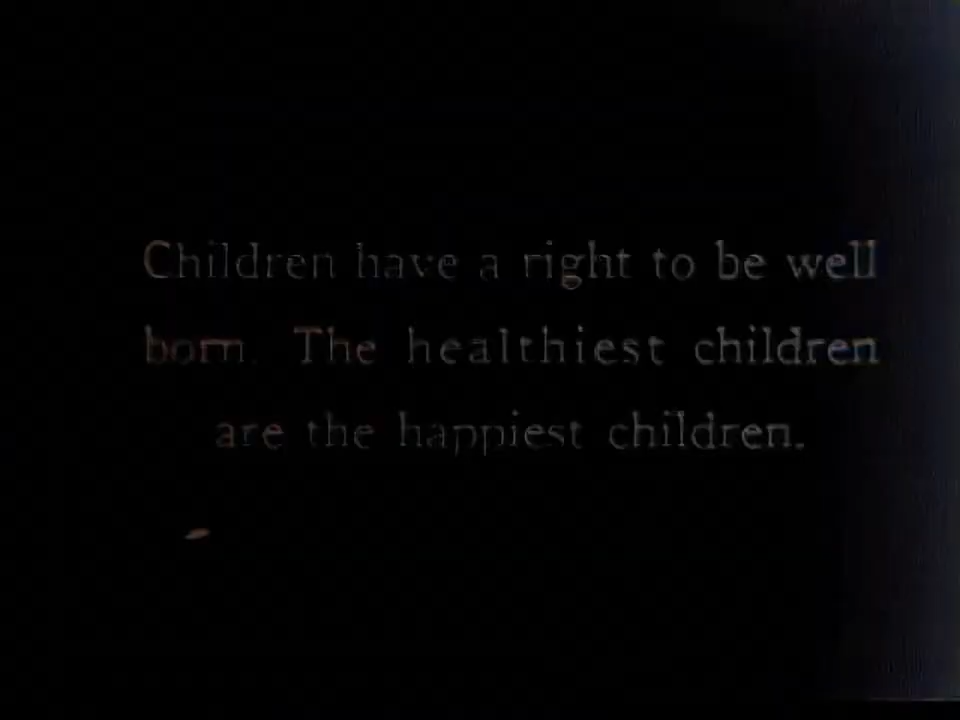 Children have a right to be well
born. The healthiest children
are the happiest children.